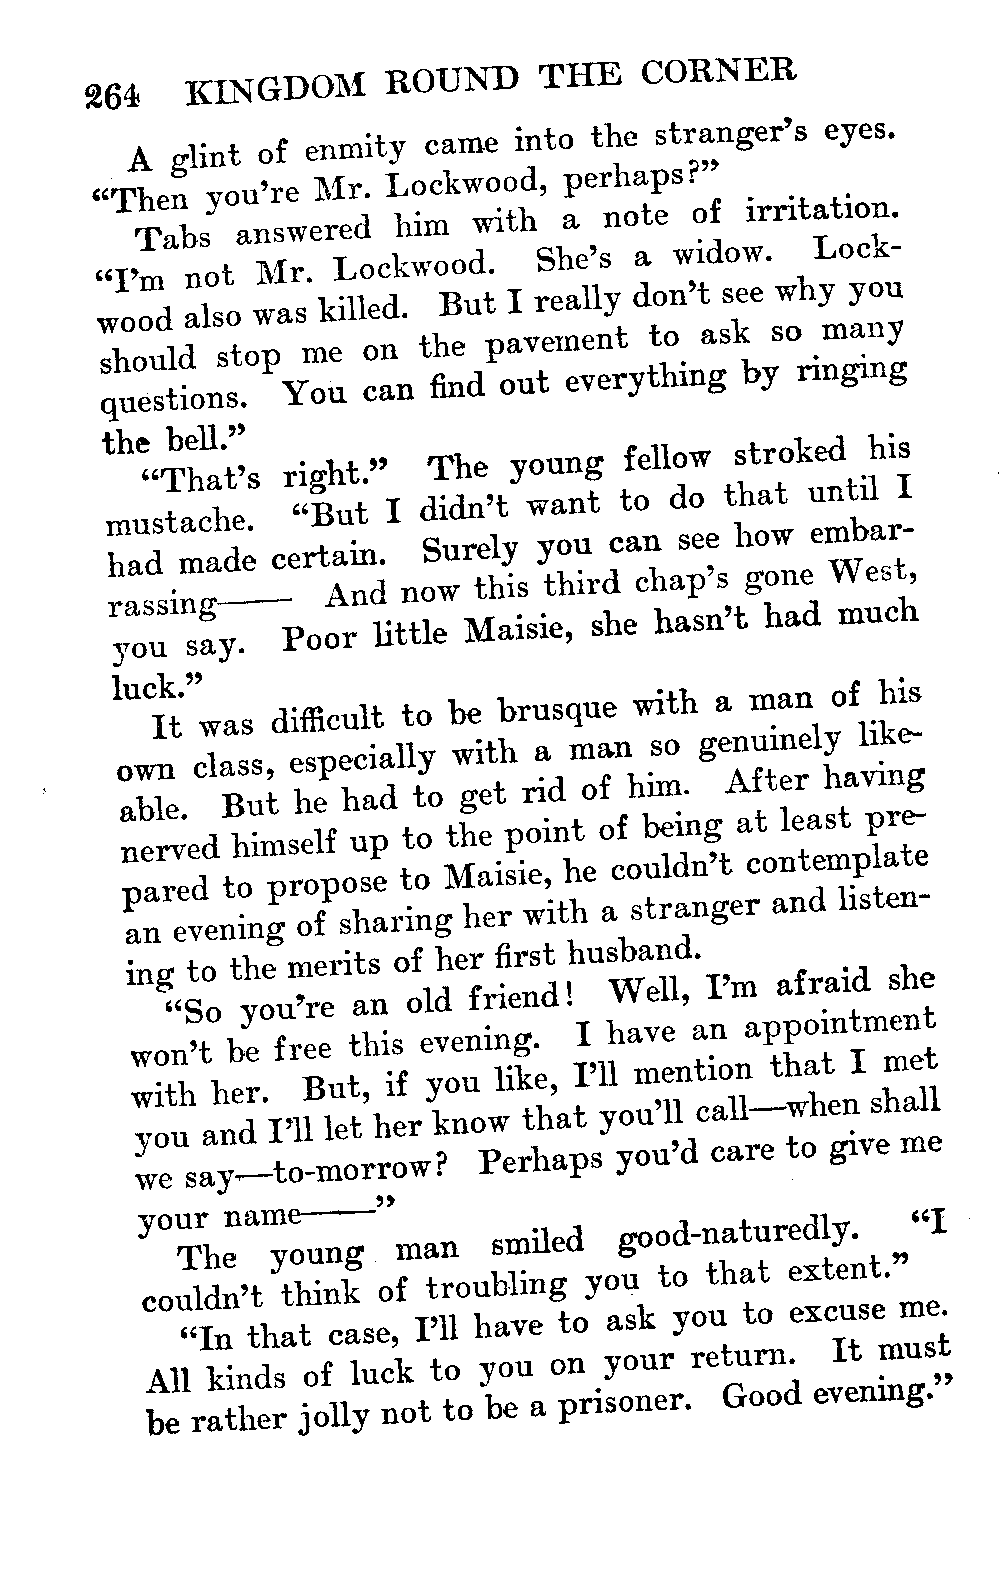 264 KINGDOM ROUND THE CORNER
A glint of enmity came into the stranger's eyes.
“Then you're Mr. Lockwood, perhaps?”
Tabs answered him with a note of irritation.
“I'm not Mr. Lockwood. She's a widow. Lock-
wood also was killed. But I really don't see why you
should stop me on the pavement to ask so many
questions. You can find out everything by ringing
the bell.”
“That's right.” The young fellow stroked his
mustache. “But I didn't want to do that until I
had made certain. Surely you can see how embar-
rassing—— And now this third chap's gone West,
you say. Poor little Maisie, she hasn't had much
luck.”
It was difficult to be brusque with a man of his
own class, especially with a man so genuinely like-
able. But he had to get rid of him. After having
nerved himself up to the point of being at least pre-
pared to propose to Maisie, he couldn't contemplate
an evening of sharing her with a stranger and listen-
ing to the merits of her first husband.
“So you're an old friend! Well, I'm afraid she
won't be free this evening. I have an appointment
with her. But, if you like, I'll mention that I met
you and I'll let her know that you'll call—when shall
we say—to-morrow? Perhaps you'd care to give me
your name——”
The young man smiled good-naturedly. “I
couldn't think of troubling you to that extent.”
“In that case, I'll have to ask you to excuse me.
All kinds of luck to you on your return. It must
be rather jolly not to be a prisoner. Good evening.”